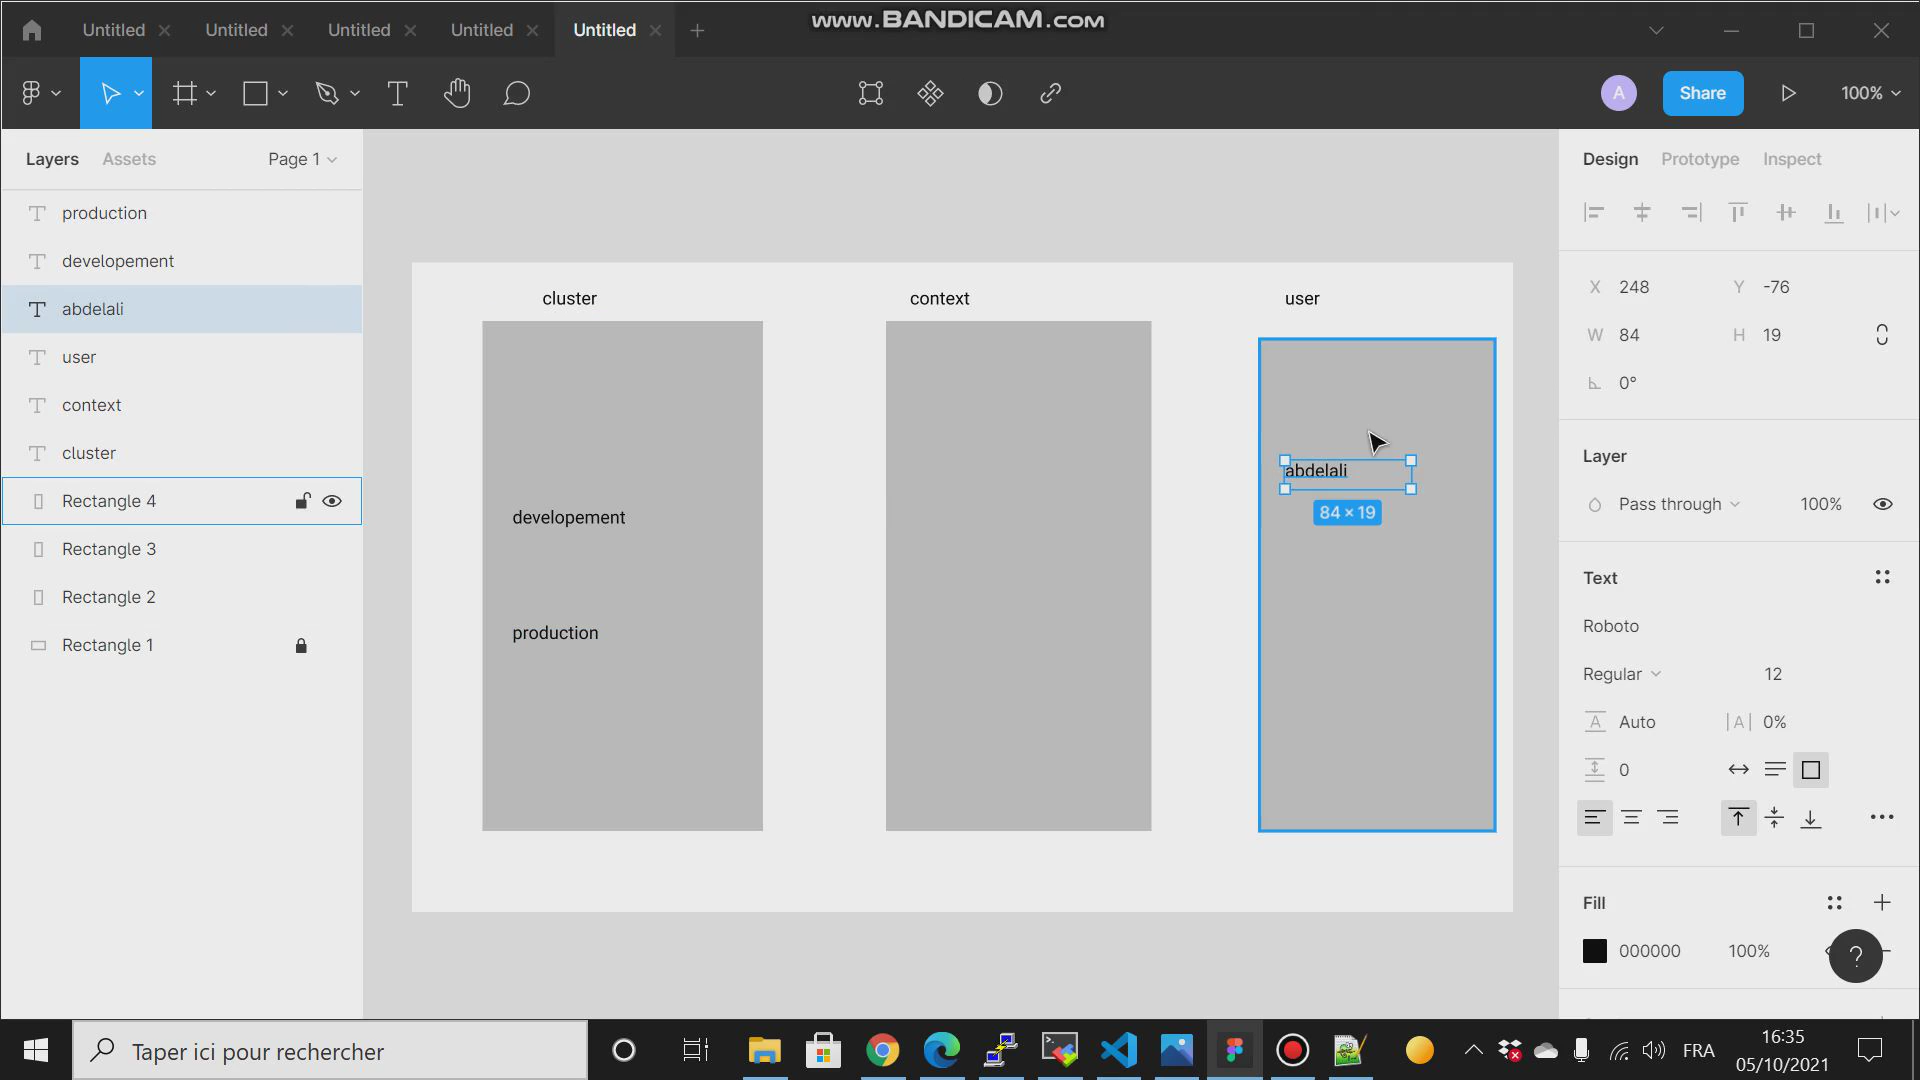 www.BANDICAM.com
Untitled
Untitled
Untitled
Untitled
Untitled
A
Share
100%
Layers
Assets
Page 1
production
developement
abdelali
user
context
cluster
Rectangle 4
Rectangle 3
Rectangle 2
Rectangle 1
cluster
context
user
developement
production
abdelali
84 × 19
Design
Prototype
Inspect
X 248
Y -76
W 84
H 19
0°
Layer
Pass through
100%
Text
Roboto
Regular
12
A Auto
|A| 0%
0
Fill
000000
100%
?
Taper ici pour rechercher
FRA
16:35
05/10/2021